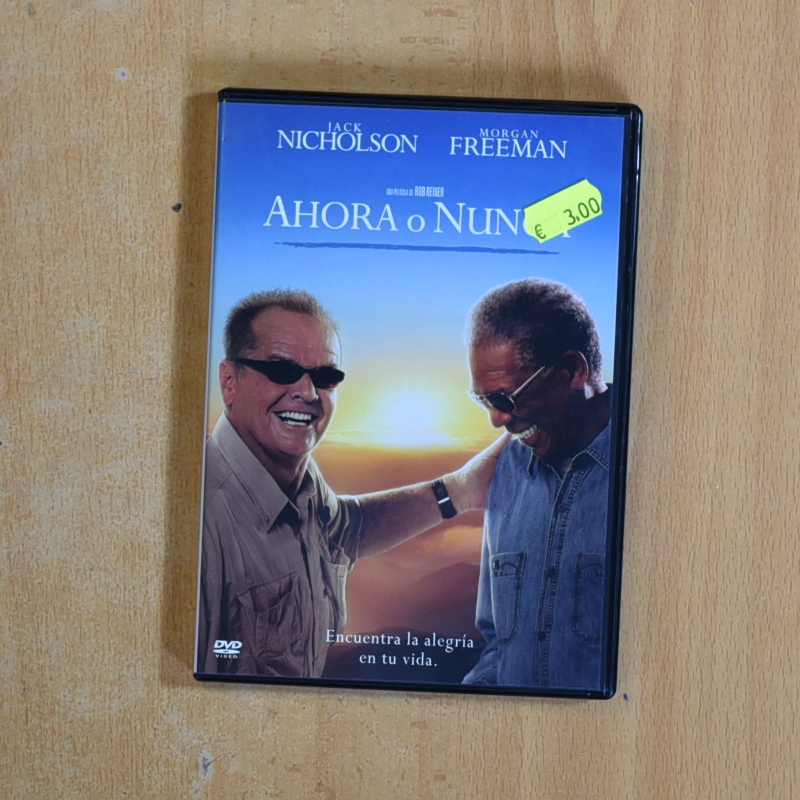 JACK
NICHOLSON
MORGAN
FREEMAN
UNA PELÍCULA DE ROB REINER
AHORA O NUN
€ 3,00
Encuentra la alegría
en tu vida.
DVD
VIDEO